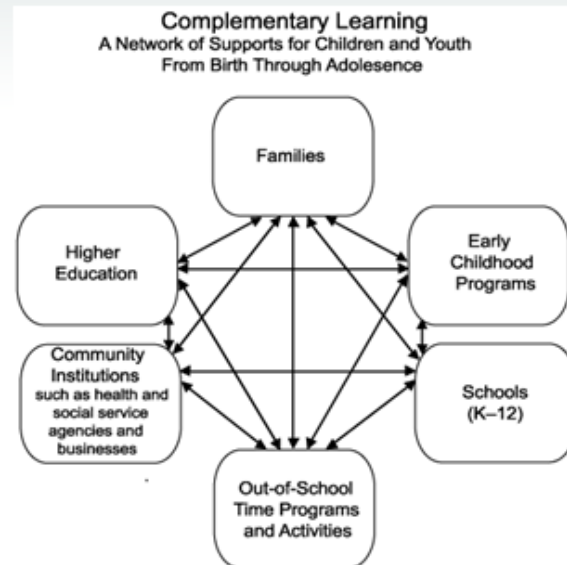 Complementary Learning
A Network of Supports for Children and Youth
From Birth Through Adolesence
Families
Higher
Education
Early
Childhood
Programs
Community
Institutions
such as health and
social service
agencies and
businesses
Schools
(K–12)
Out-of-School
Time Programs
and Activities